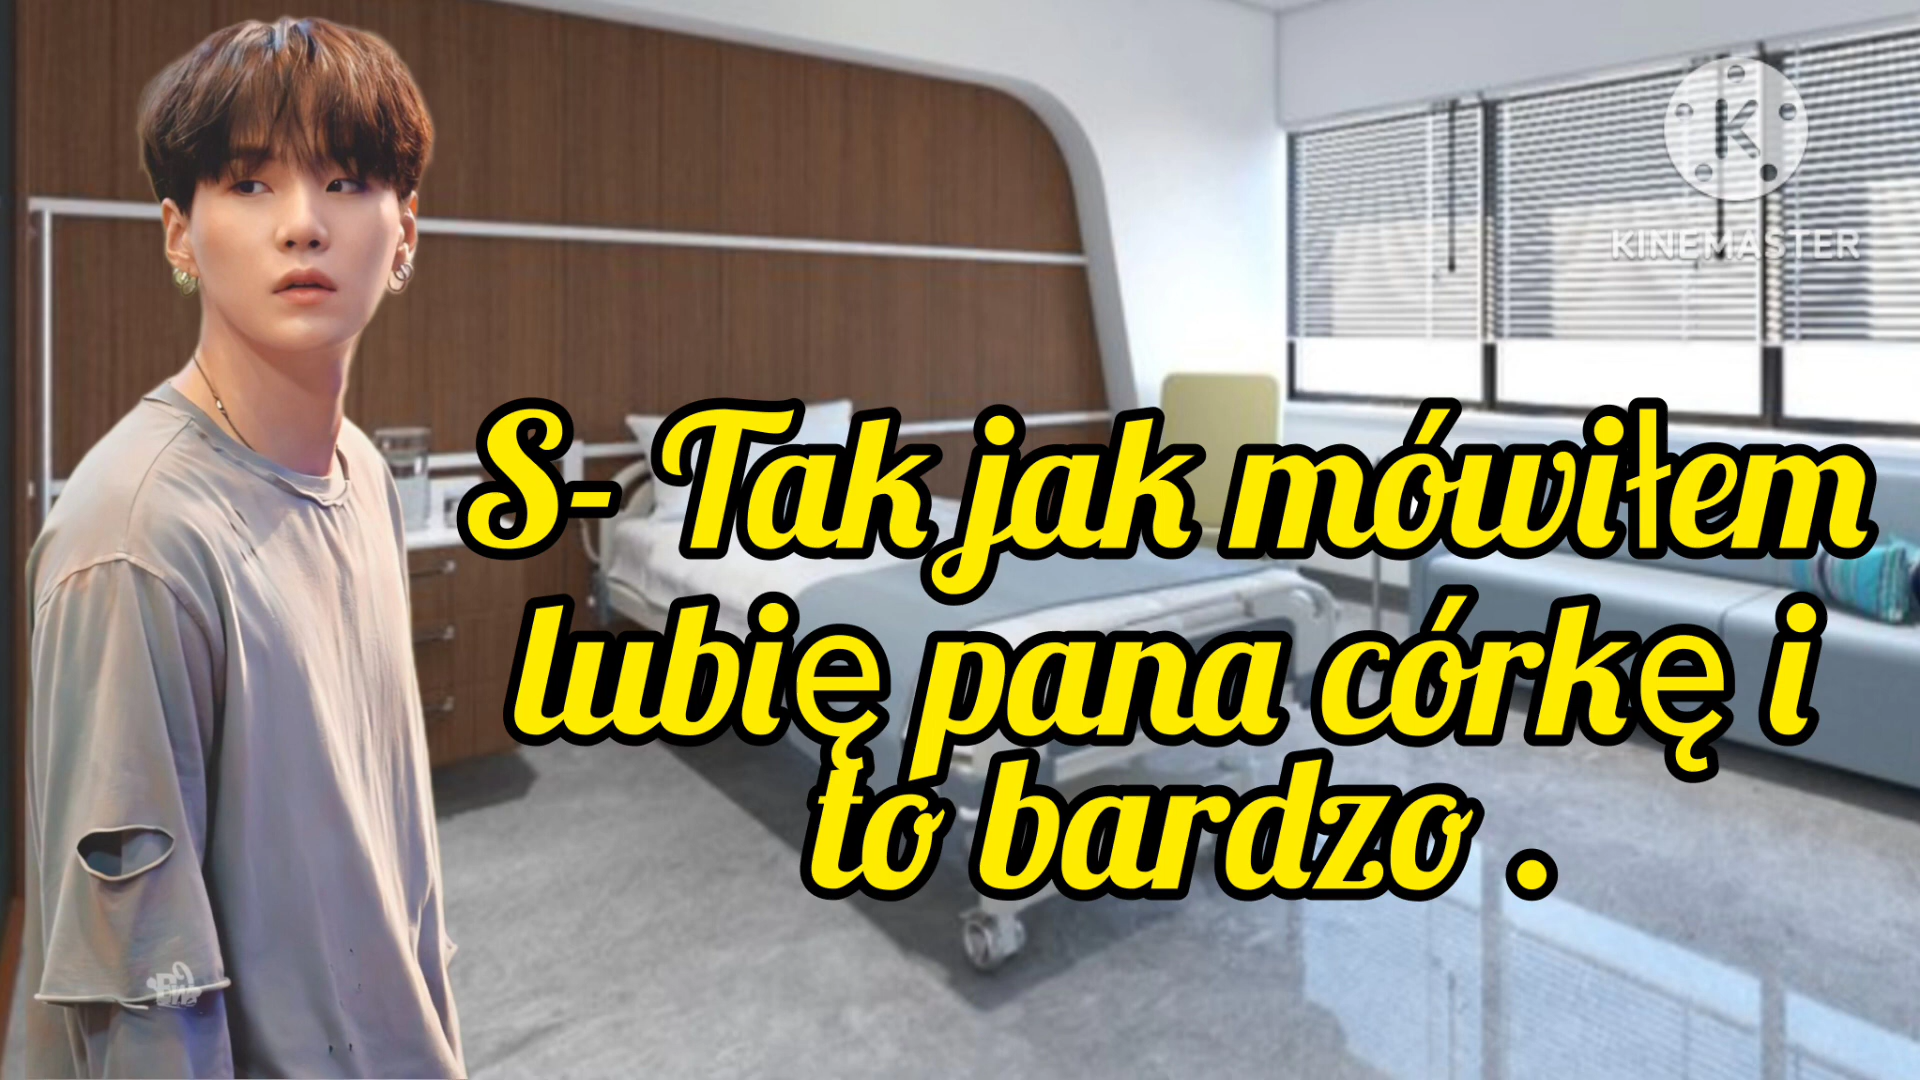 K
KINEMASTER
S- Tak jak mówiłem
lubię pana córkę i
to bardzo .